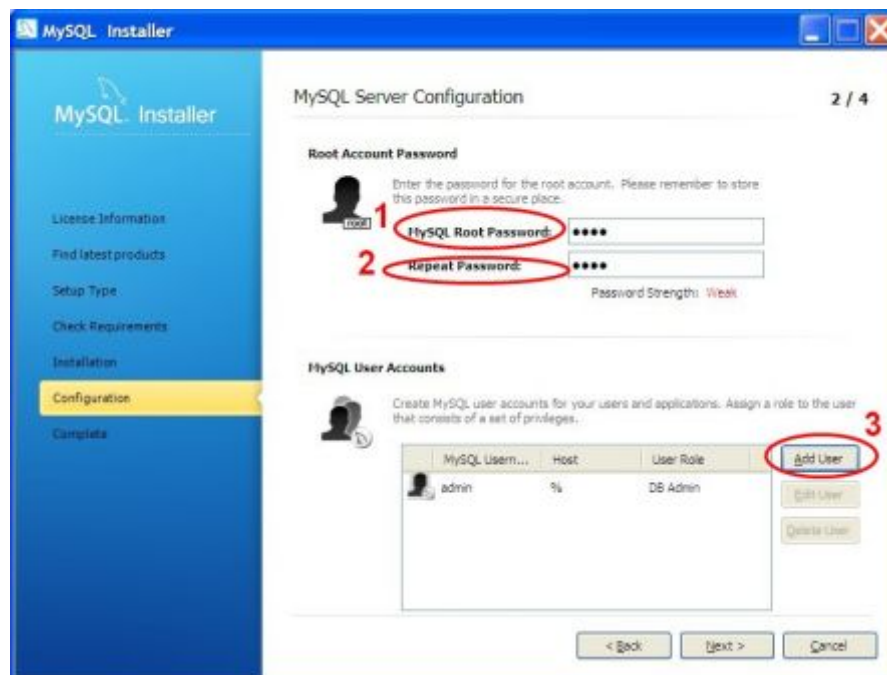 MySQL Installer
MySQL Installer
License Information
Find latest products
Setup Type
Check Requirements
Installation
Configuration
Complete
MySQL Server Configuration
2 / 4
Root Account Password
Enter the password for the root account. Please remember to store
this password in a secure place.
root
1
MySQL Root Password:
●●●●
2
Repeat Password:
●●●●
Password Strength: Weak
MySQL User Accounts
Create MySQL user accounts for your users and applications. Assign a role to the user
that consists of a set of privileges.
3
MySQL Usern... Host User Role
admin % DB Admin
Add User
Edit User
Delete User
< Back
Next >
Cancel